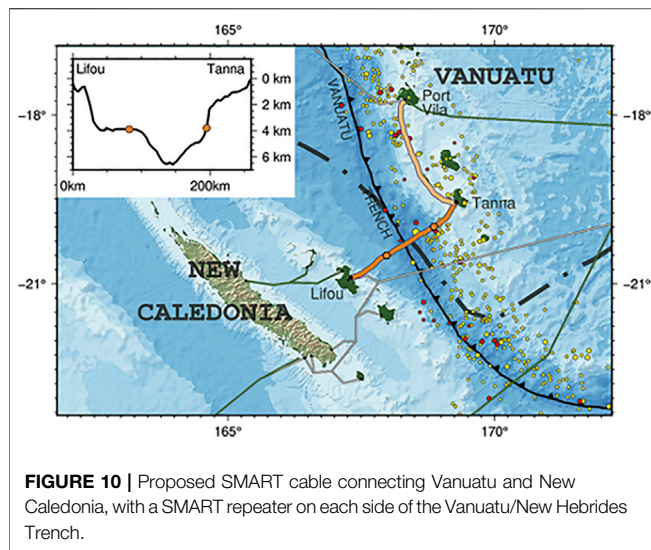 165° 170°
Lifou Tanna
0 km
2 km
4 km
6 km
0km 200km
VANUATU
Port
Vila
-18° -18°
VANUATU
TRENCH
Tanna
-21° -21°
NEW
CALEDONIA
Lifou
165° 170°
FIGURE 10 | Proposed SMART cable connecting Vanuatu and New
Caledonia, with a SMART repeater on each side of the Vanuatu/New Hebrides
Trench.